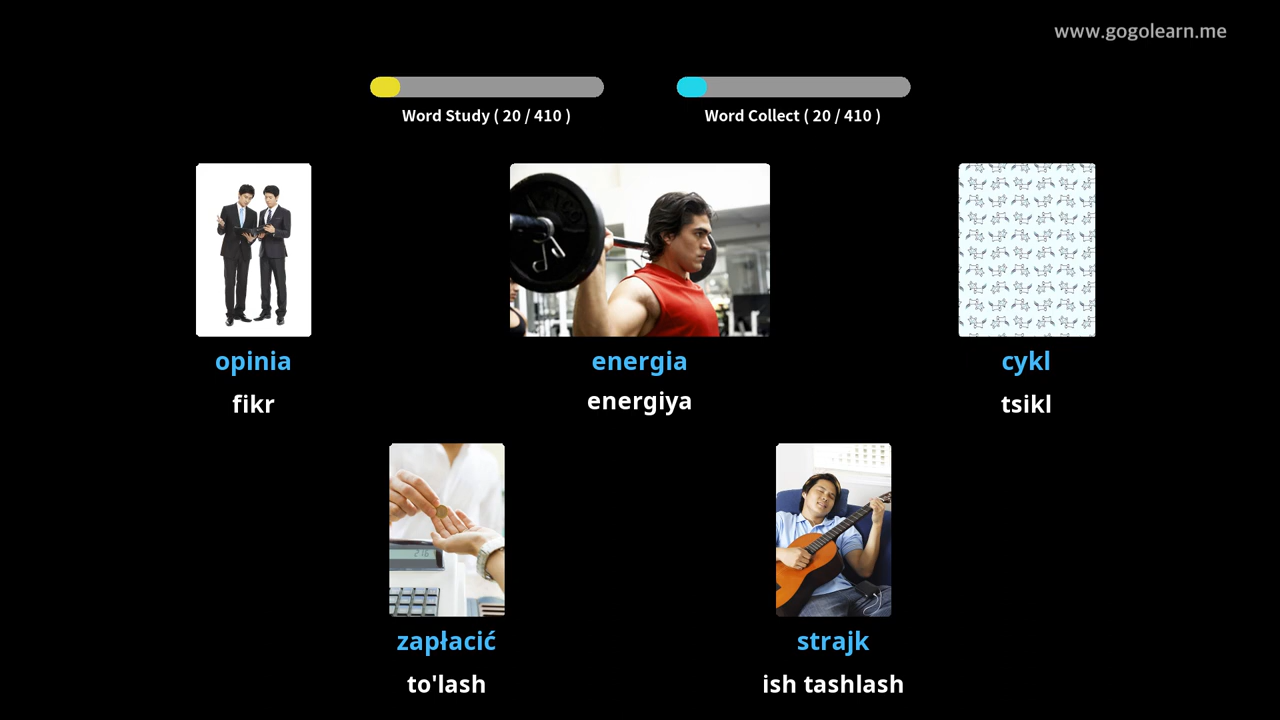 www.gogolearn.me
Word Study ( 20 / 410 )
Word Collect ( 20 / 410 )
opinia
energia
cykl
fikr
energiya
tsikl
zapłacić
strajk
to'lash
ish tashlash